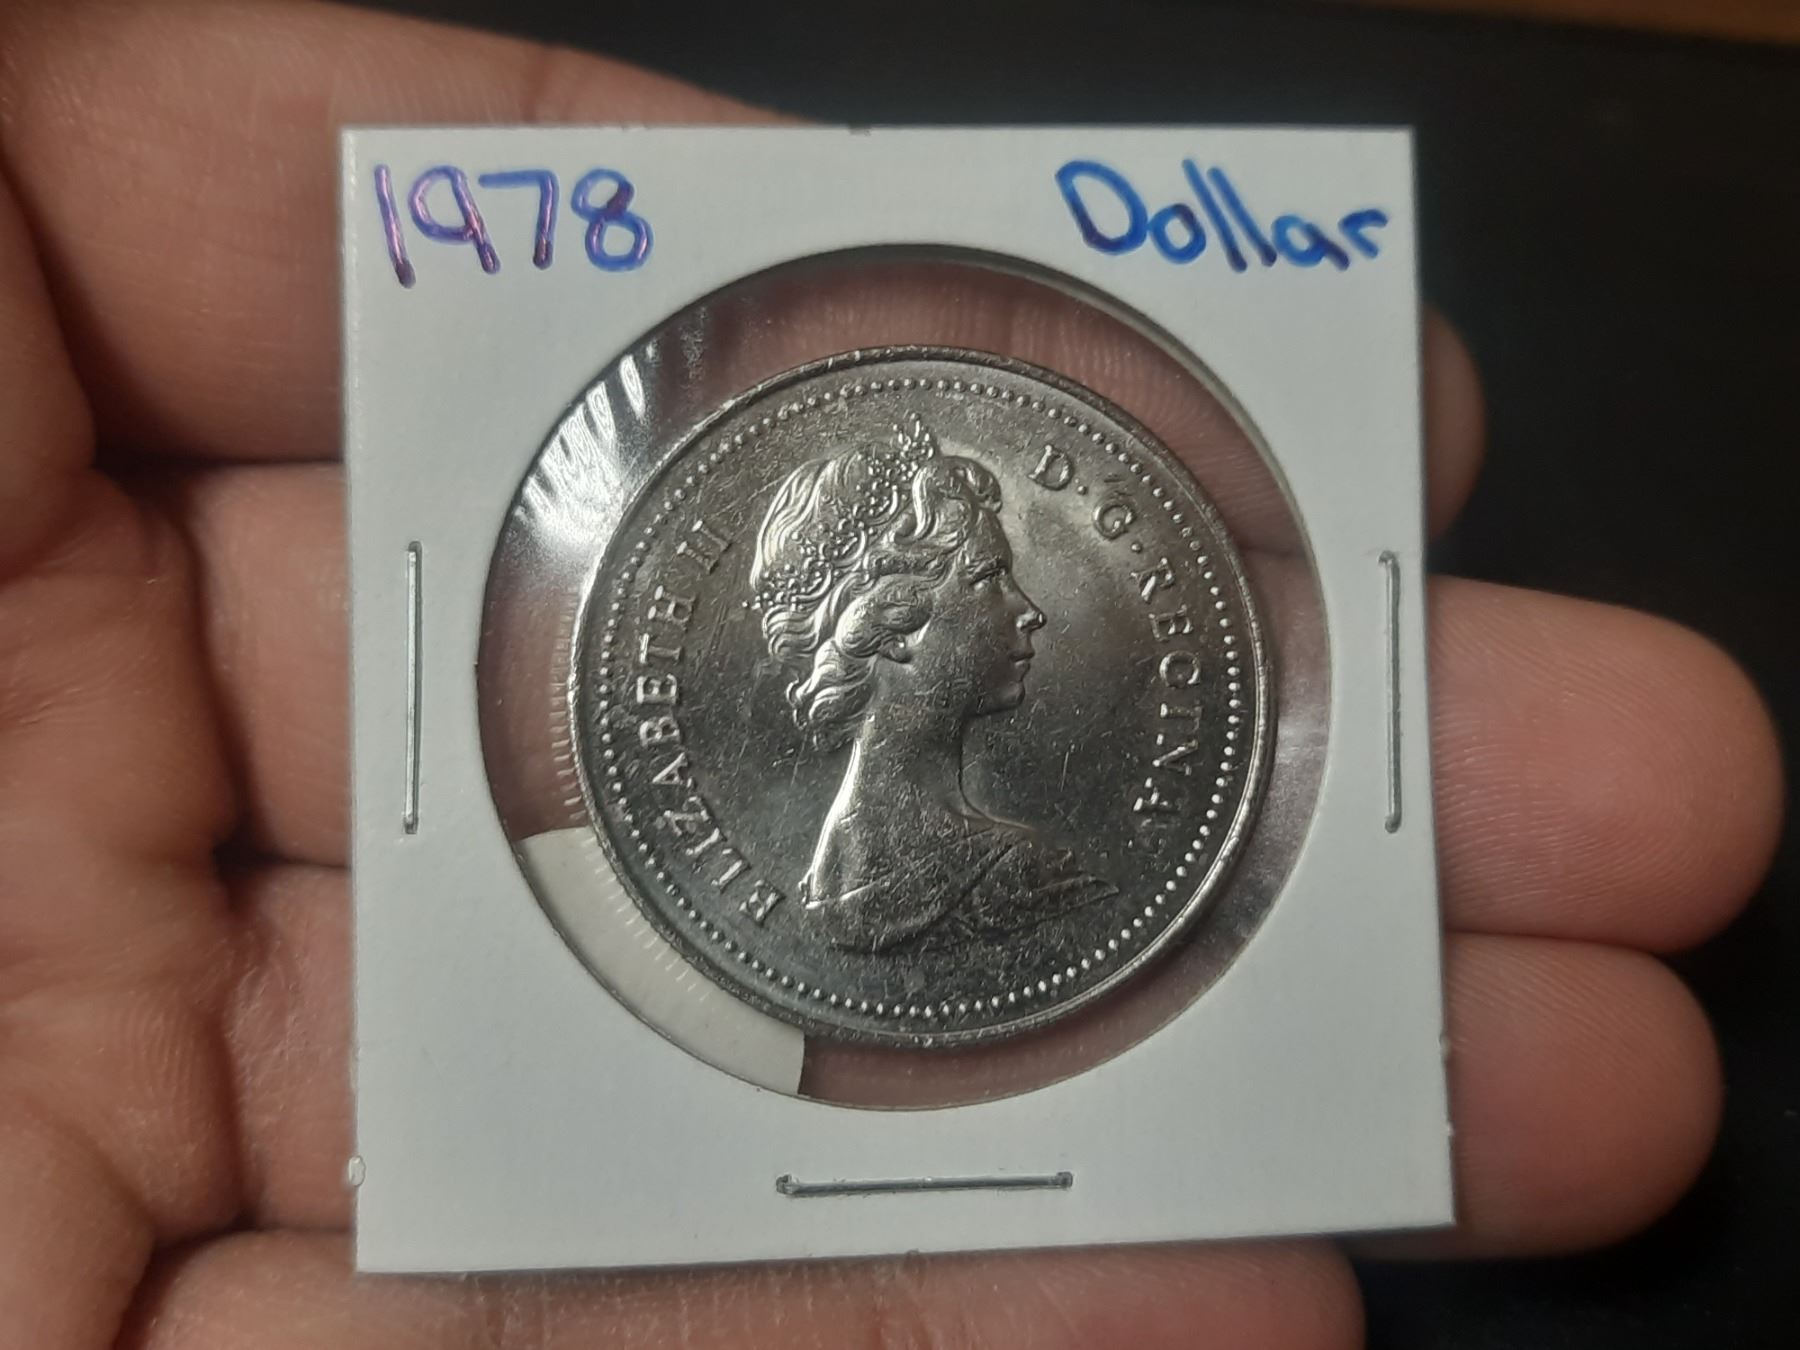 1978 Dollar
ELIZABETH II D·G·REGINA